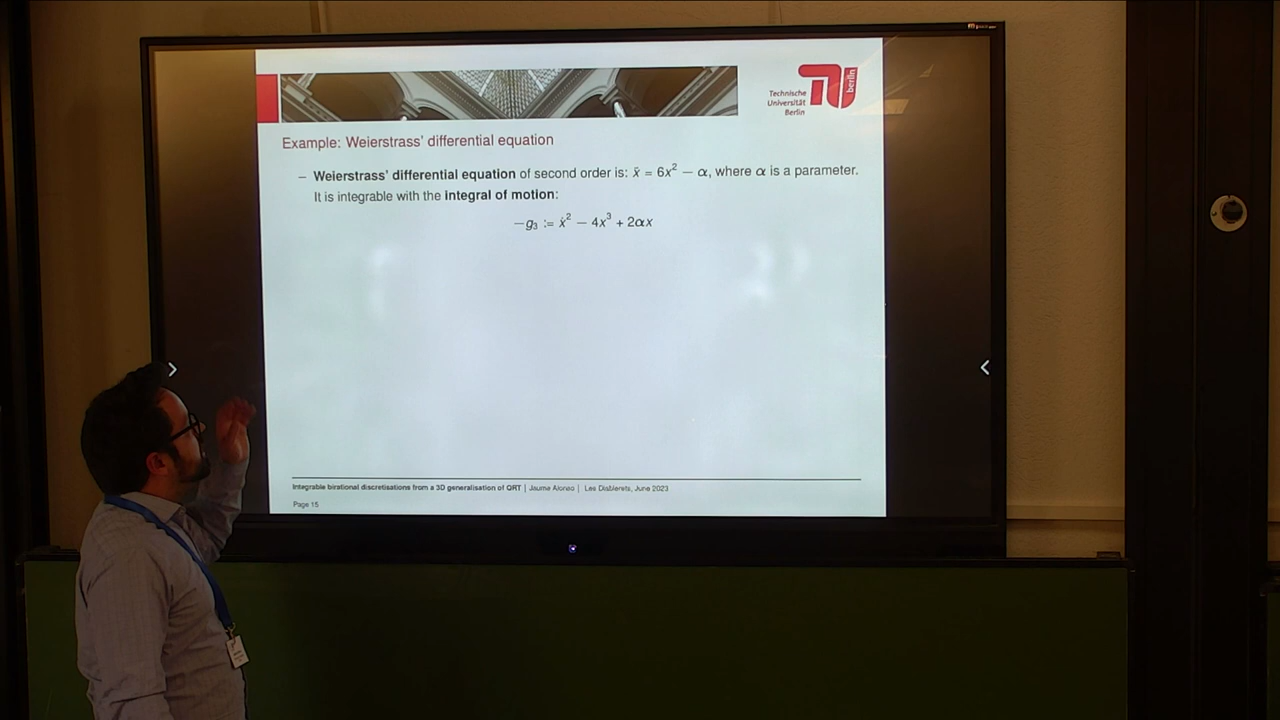 Technische
Universität
Berlin
berlin
Example: Weierstrass' differential equation
– Weierstrass' differential equation of second order is: ẍ = 6x² − α, where α is a parameter.
It is integrable with the integral of motion:
−g₃ := ẋ² − 4x³ + 2αx
Integrable birational discretisations from a 3D generalisation of QRT | Jaume Alonso | Les Diablerets, June 2023
Page 15